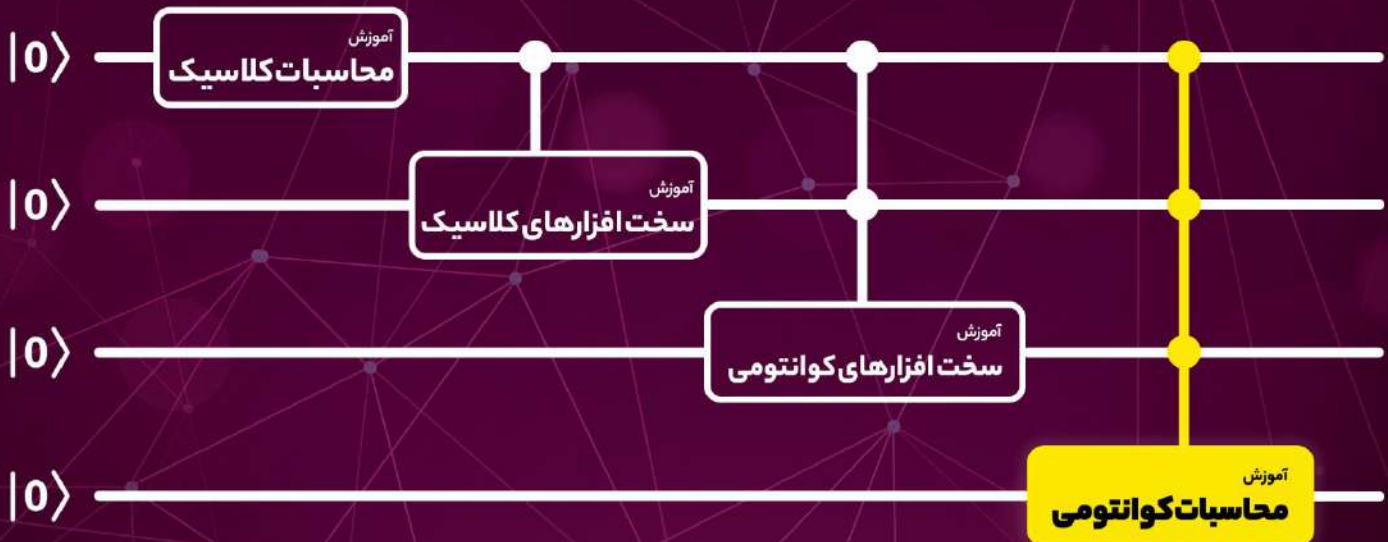 |0⟩
آموزش
محاسبات کلاسیک
|0⟩
آموزش
سخت افزارهای کلاسیک
|0⟩
آموزش
سخت افزارهای کوانتومی
|0⟩
آموزش
محاسبات کوانتومی